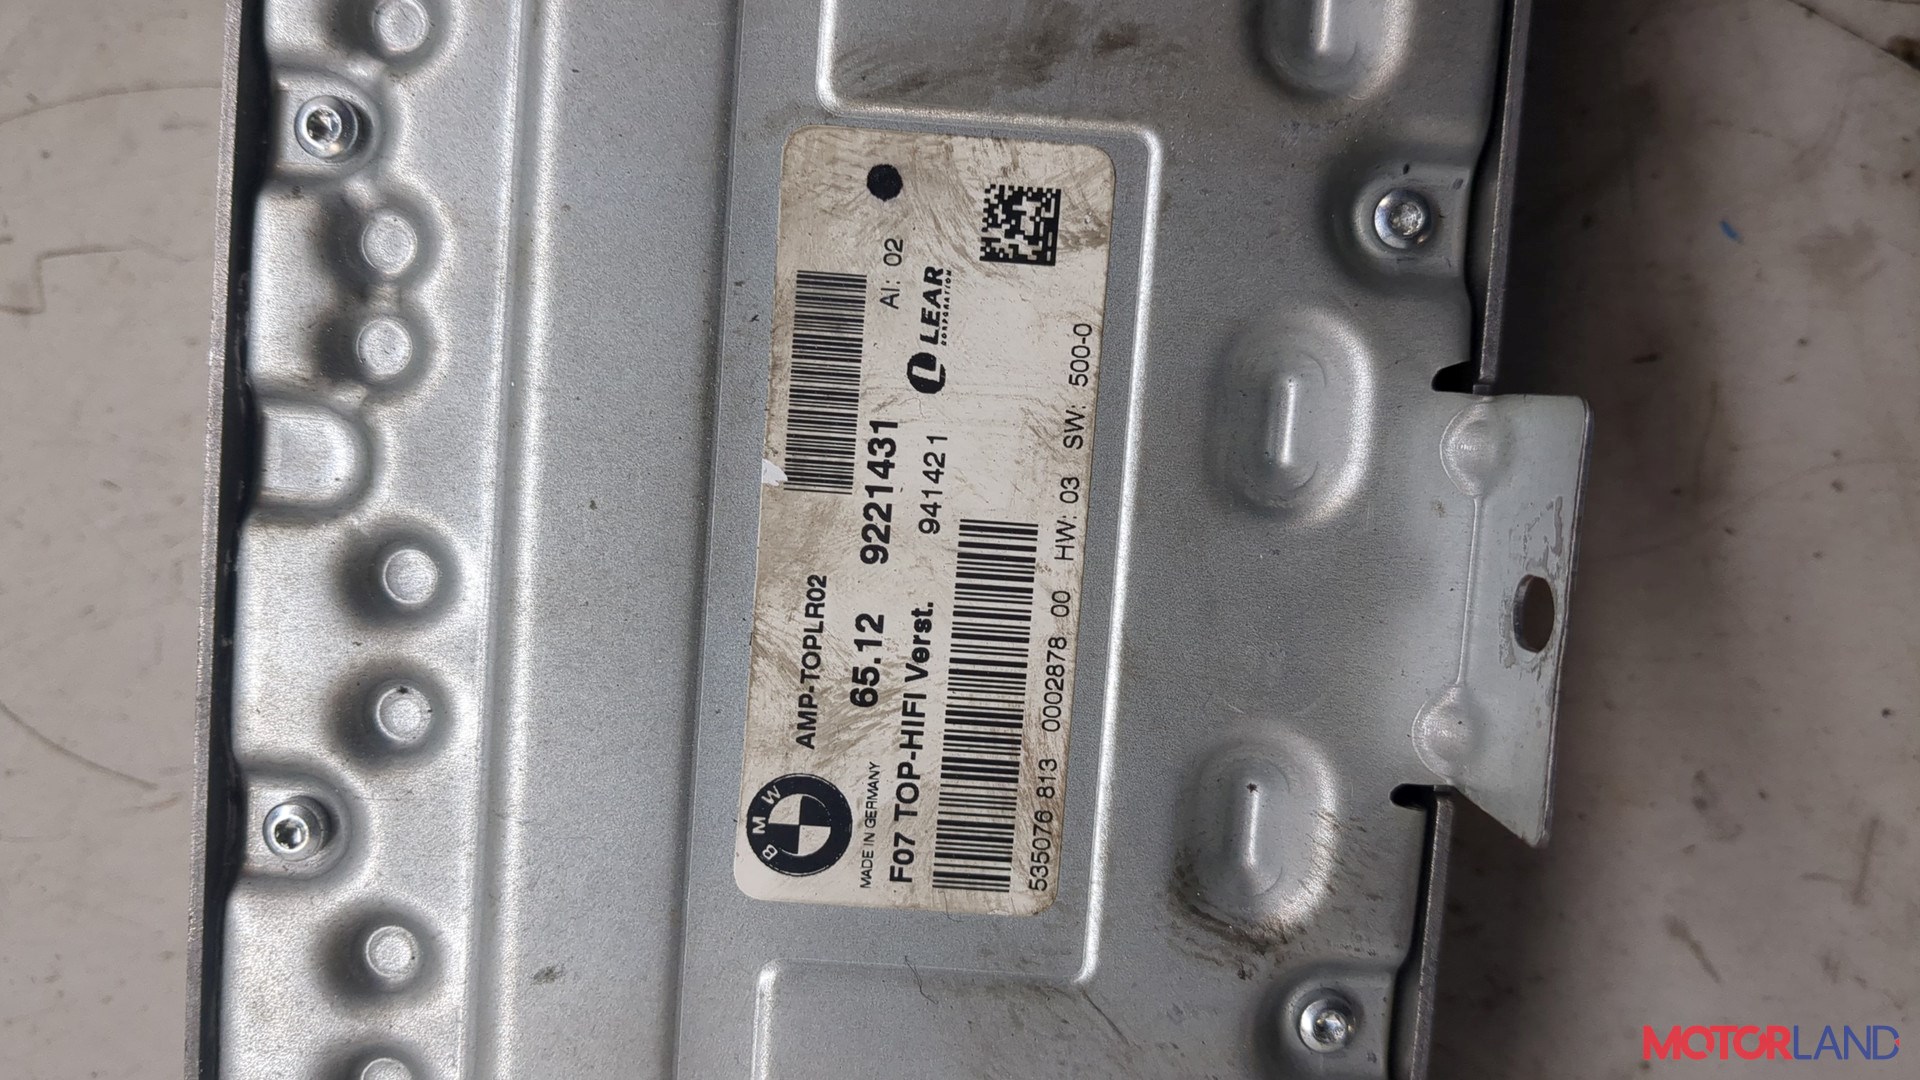 BMW
AMP-TOPLR02
AI: 02
MADE IN GERMANY
65.12 9221431
F07 TOP-HIFI Verst.
941421
LEAR
CORPORATION
535076 813 0002878 00 HW: 03 SW: 500-0
MOTORLAND